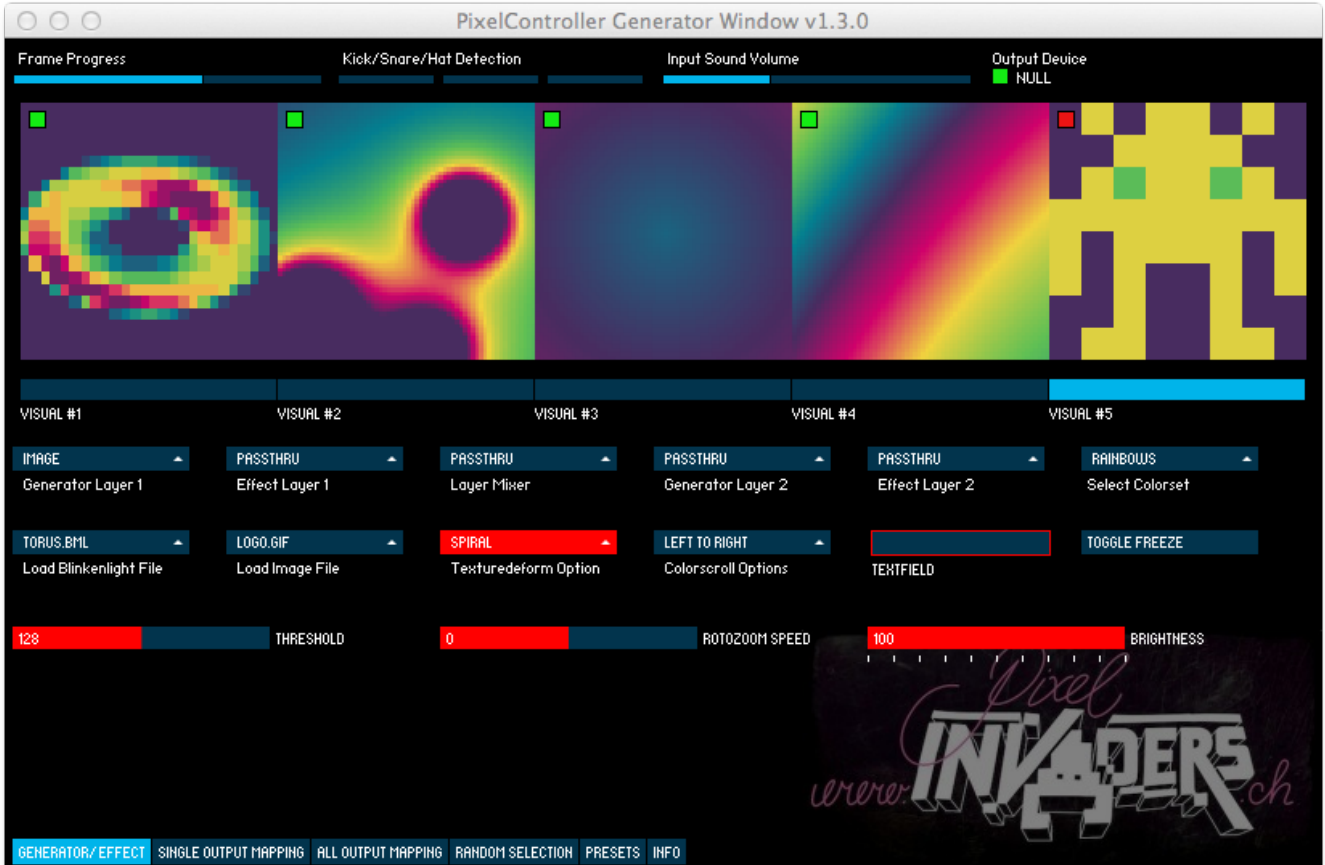 PixelController Generator Window v1.3.0
Frame Progress Kick/Snare/Hat Detection Input Sound Volume Output Device
NULL
VISUAL #1 VISUAL #2 VISUAL #3 VISUAL #4 VISUAL #5
IMAGE PASSTHRU PASSTHRU PASSTHRU PASSTHRU RAINBOWS
Generator Layer 1 Effect Layer 1 Layer Mixer Generator Layer 2 Effect Layer 2 Select Colorset
TORUS.BML LOGO.GIF SPIRAL LEFT TO RIGHT TOGGLE FREEZE
Load Blinkenlight File Load Image File Texturedeform Option Colorscroll Options TEXTFIELD
128 THRESHOLD 0 ROTOZOOM SPEED 100 BRIGHTNESS
Pixel
INVADERS
www. .ch
GENERATOR/EFFECT SINGLE OUTPUT MAPPING ALL OUTPUT MAPPING RANDOM SELECTION PRESETS INFO